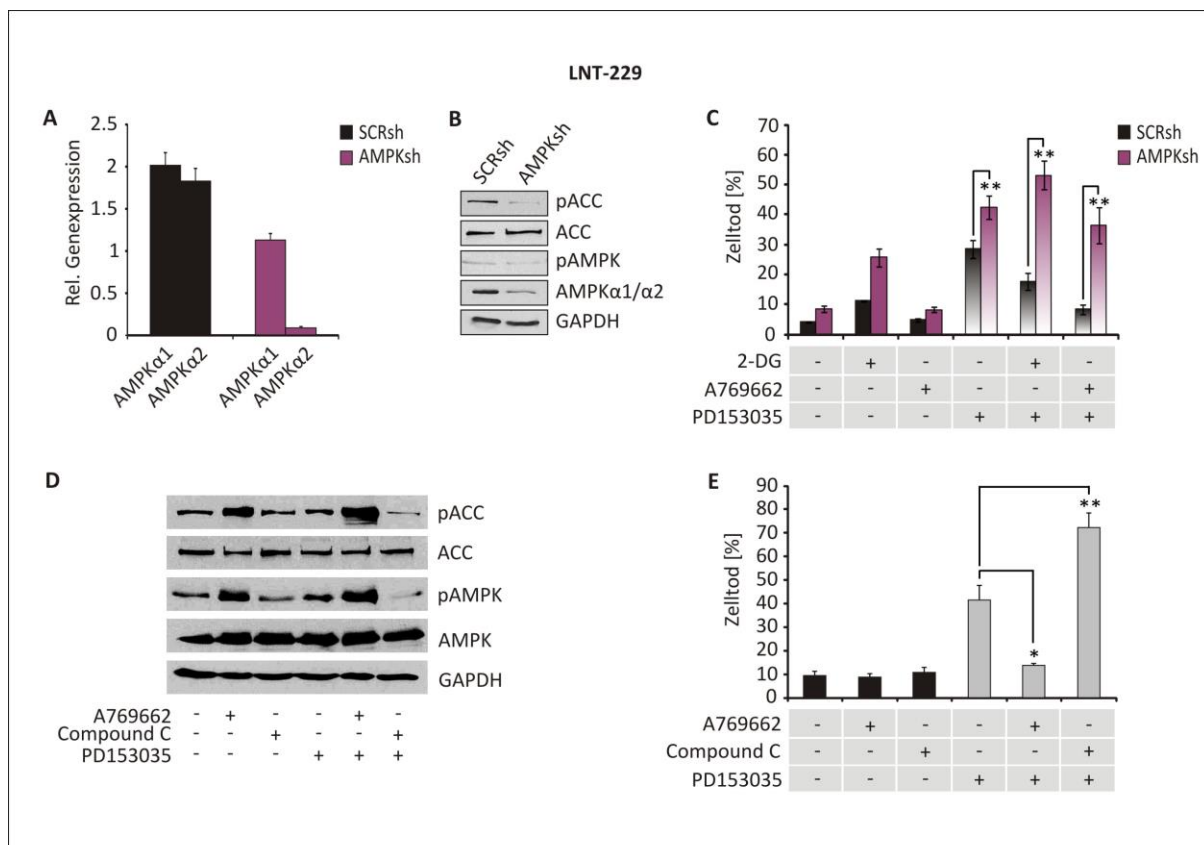 LNT-229
A
Rel. Genexpression
2.5
2
1.5
1
0.5
0
AMPKα1
AMPKα2
AMPKα1
AMPKα2
SCRsh
AMPKsh
B
SCRsh
AMPKsh
pACC
ACC
pAMPK
AMPKα1/α2
GAPDH
C
Zelltod [%]
70
60
50
40
30
20
10
0
** ** **
SCRsh
AMPKsh
2-DG - + - - + -
A769662 - - + - - +
PD153035 - - - + + +
D
pACC
ACC
pAMPK
AMPK
GAPDH
A769662 - + - - + -
Compound C - - + - - +
PD153035 - - - + + +
E
Zelltod [%]
90
80
70
60
50
40
30
20
10
0
**
*
A769662 - + - - + -
Compound C - - + - - +
PD153035 - - - + + +